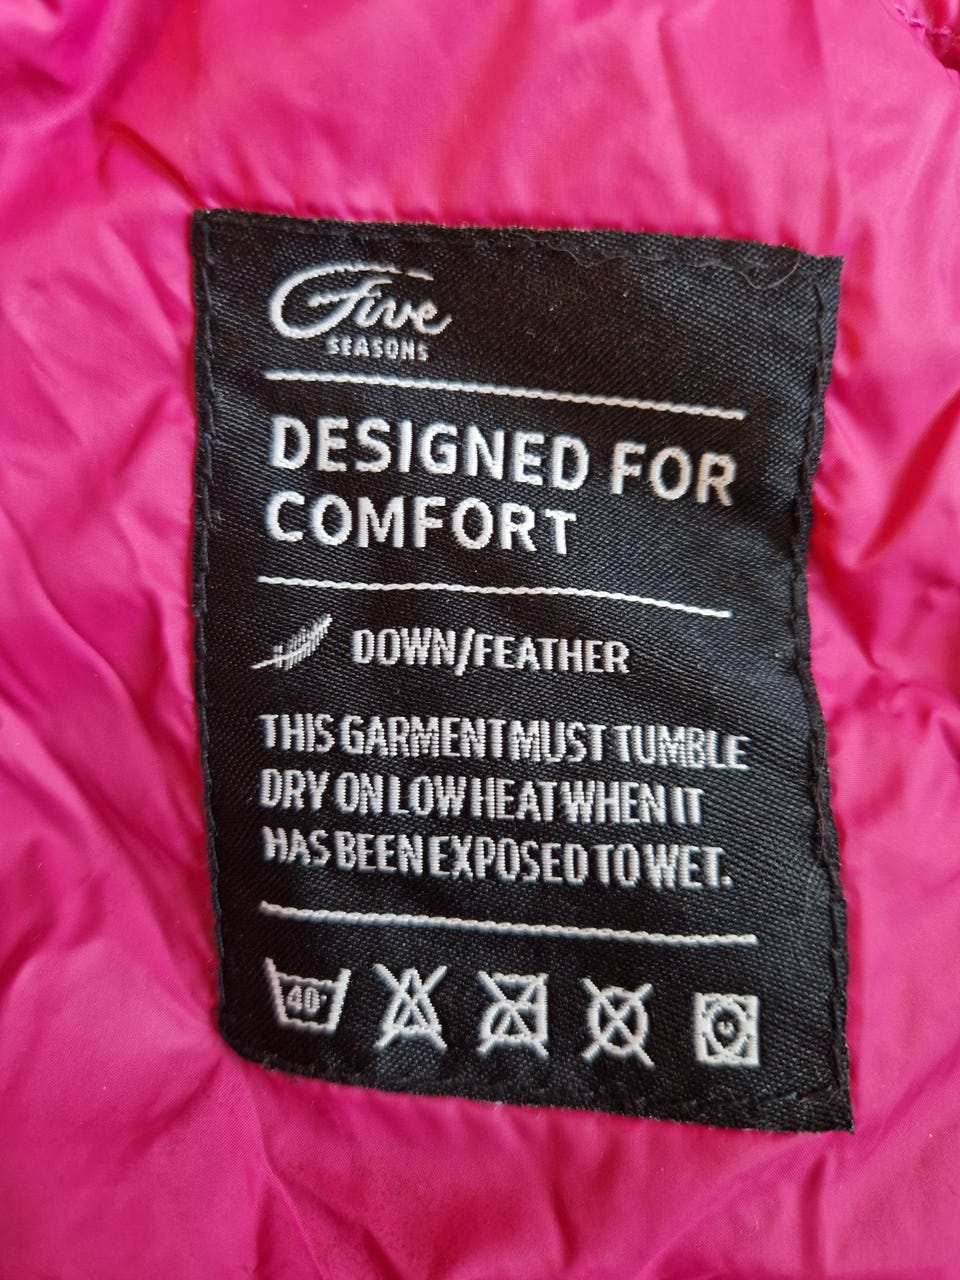 Five
SEASONS
DESIGNED FOR
COMFORT
DOWN/FEATHER
THIS GARMENT MUST TUMBLE
DRY ON LOW HEAT WHEN IT
HAS BEEN EXPOSED TO WET.
40°